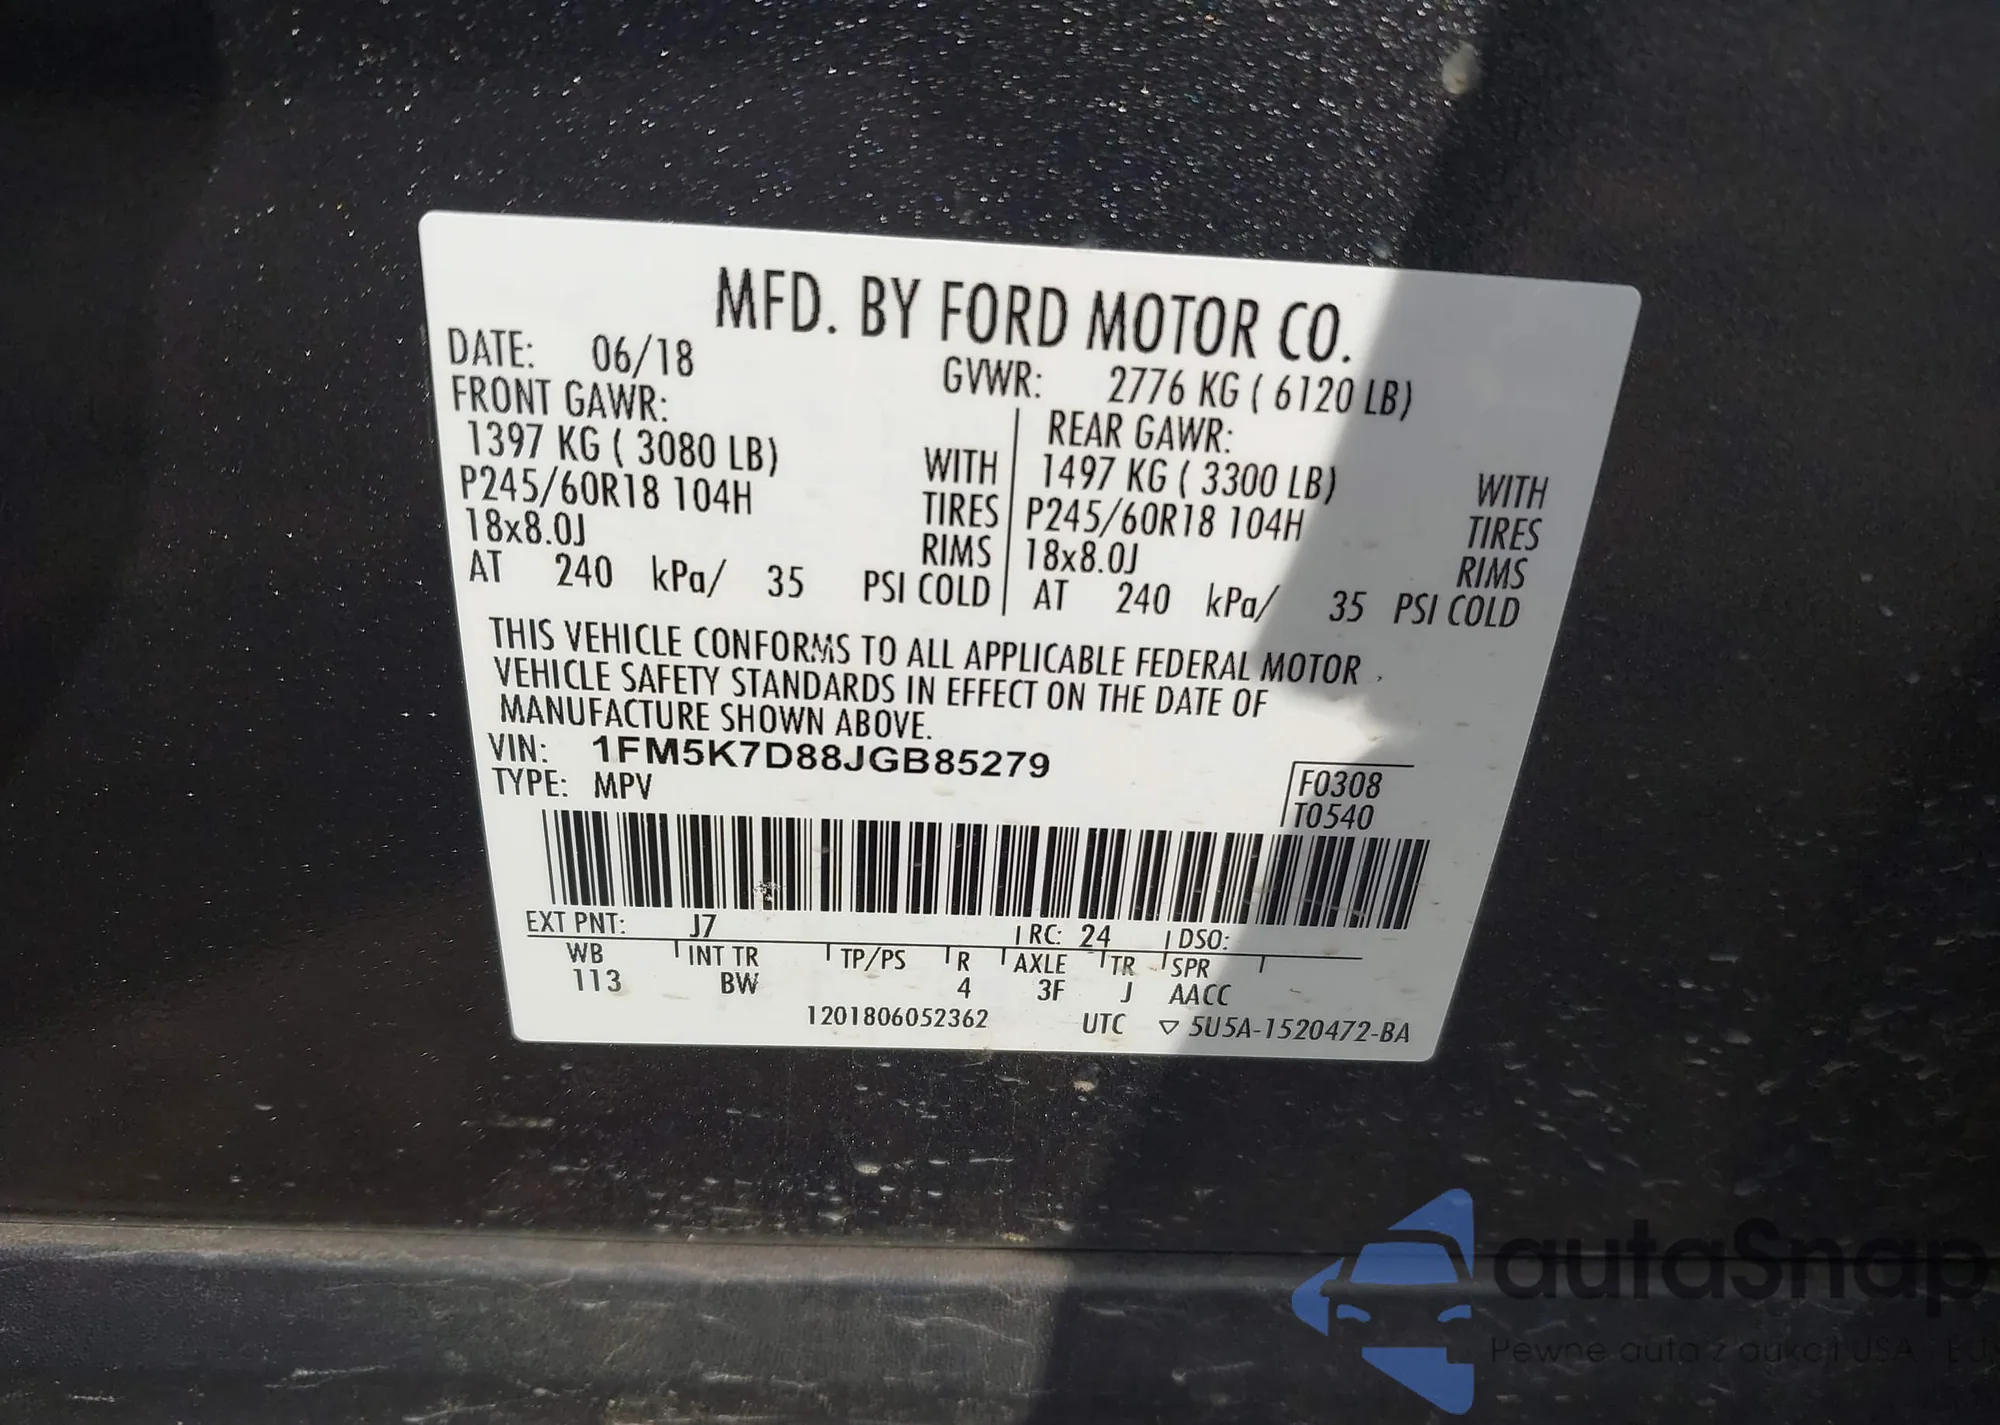 MFD. BY FORD MOTOR CO.
DATE: 06/18 GVWR: 2776 KG ( 6120 LB)
FRONT GAWR: REAR GAWR:
1397 KG ( 3080 LB) WITH 1497 KG ( 3300 LB) WITH
P245/60R18 104H TIRES P245/60R18 104H TIRES
18x8.0J RIMS 18x8.0J RIMS
AT 240 kPa/ 35 PSI COLD AT 240 kPa/ 35 PSI COLD
THIS VEHICLE CONFORMS TO ALL APPLICABLE FEDERAL MOTOR
VEHICLE SAFETY STANDARDS IN EFFECT ON THE DATE OF
MANUFACTURE SHOWN ABOVE.
VIN: 1FM5K7D88JGB85279
TYPE: MPV
F0308
T0540
EXT PNT: J7 RC: 24 DSO:
WB INT TR TP/PS R AXLE TR SPR
113 BW 4 3F J AACC
1201806052362 UTC ▽ 5U5A-1520472-BA
autaSnap
Pewne auta z aukcji USA i EU